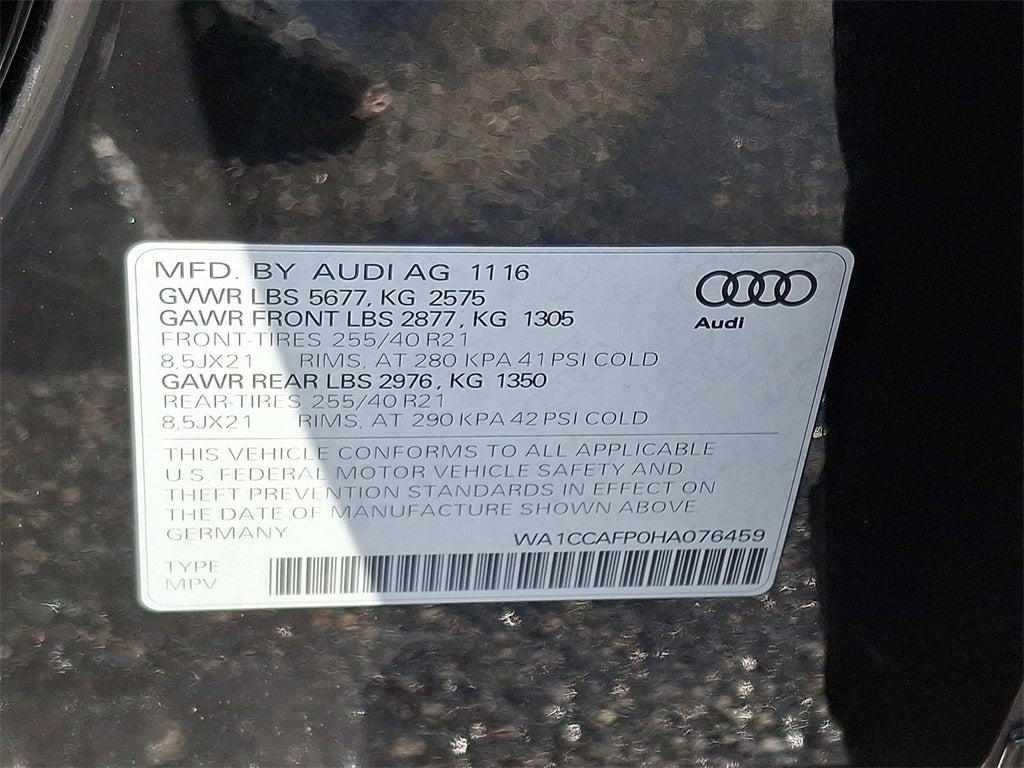 MFD. BY AUDI AG 11 16
GVWR LBS 5677, KG 2575
GAWR FRONT LBS 2877, KG 1305
FRONT-TIRES 255/40 R21
8,5JX21 RIMS, AT 280 KPA 41 PSI COLD
GAWR REAR LBS 2976, KG 1350
REAR-TIRES 255/40 R21
8,5JX21 RIMS, AT 290 KPA 42 PSI COLD
Audi
THIS VEHICLE CONFORMS TO ALL APPLICABLE
U.S. FEDERAL MOTOR VEHICLE SAFETY AND
THEFT PREVENTION STANDARDS IN EFFECT ON
THE DATE OF MANUFACTURE SHOWN ABOVE.
GERMANY WA1CCAFP0HA076459
TYPE
MPV